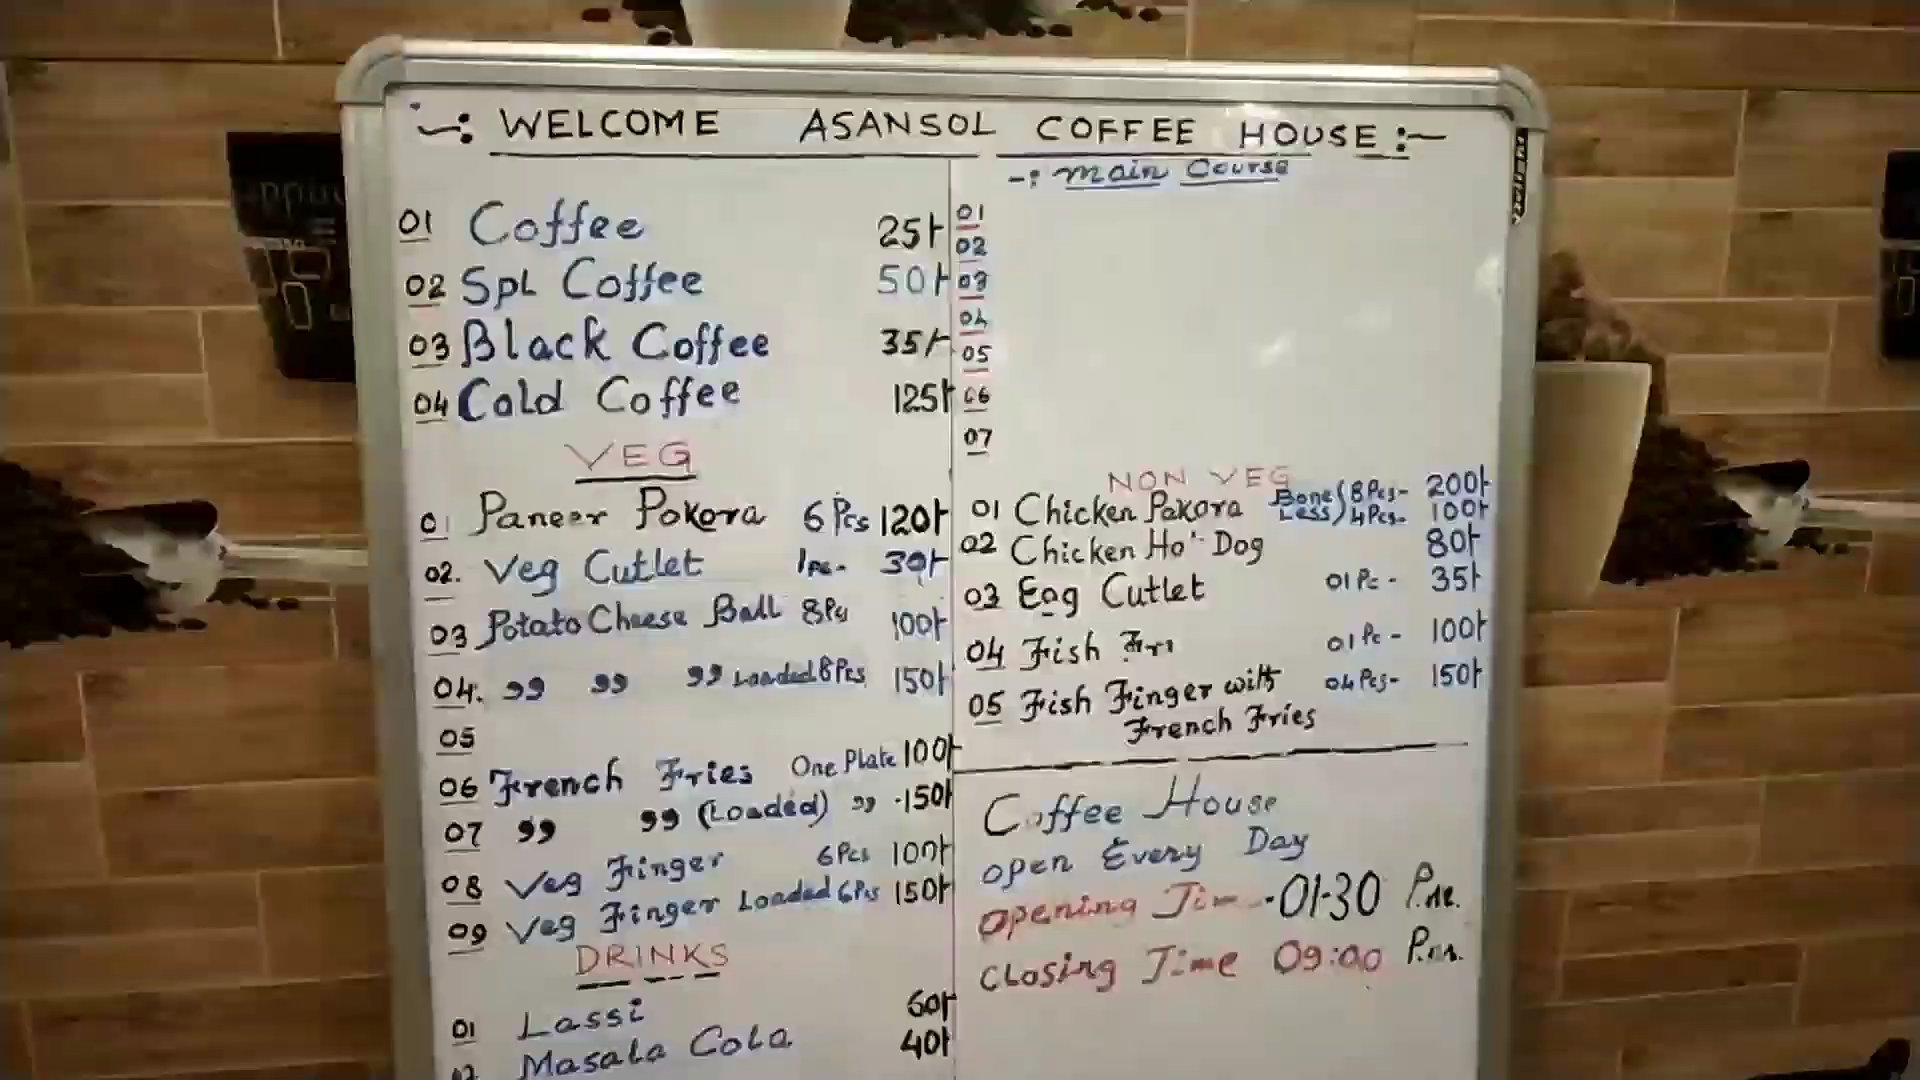 -: WELCOME ASANSOL COFFEE HOUSE :-
01 Coffee 25/-
02 SpL Coffee 50/-
03 Black Coffee 35/-
04 Cold Coffee 125/-
VEG
01 Paneer Pokora 6 Pcs 120/-
02. Veg Cutlet 1pc- 30/-
03 Potato Cheese Ball 8Pcs 100/-
04. ,, ,, ,, Loaded 8Pcs 150/-
05
06 French Fries One Plate 100/-
07 ,, ,, (Loaded) ,, -150/-
08 Veg Finger 6Pcs 100/-
09 Veg Finger Loaded 6Pcs 150/-
DRINKS
01 Lassi 60/-
02 Masala Cola 40/-
-: Main Course
01
02
03
04
05
06
07
NON VEG
01 Chicken Pakora Bone Less 8Pcs- 200/-
4Pcs- 100/-
02 Chicken Ho Dog 80/-
03 Egg Cutlet 01 Pc - 35/-
04 Fish Fri 01 Pc - 100/-
05 Fish Finger with 04 Pcs- 150/-
French Fries
Coffee House
open Every Day
opening Tim - 01-30 P.m.
Closing Time 09:00 P.m.